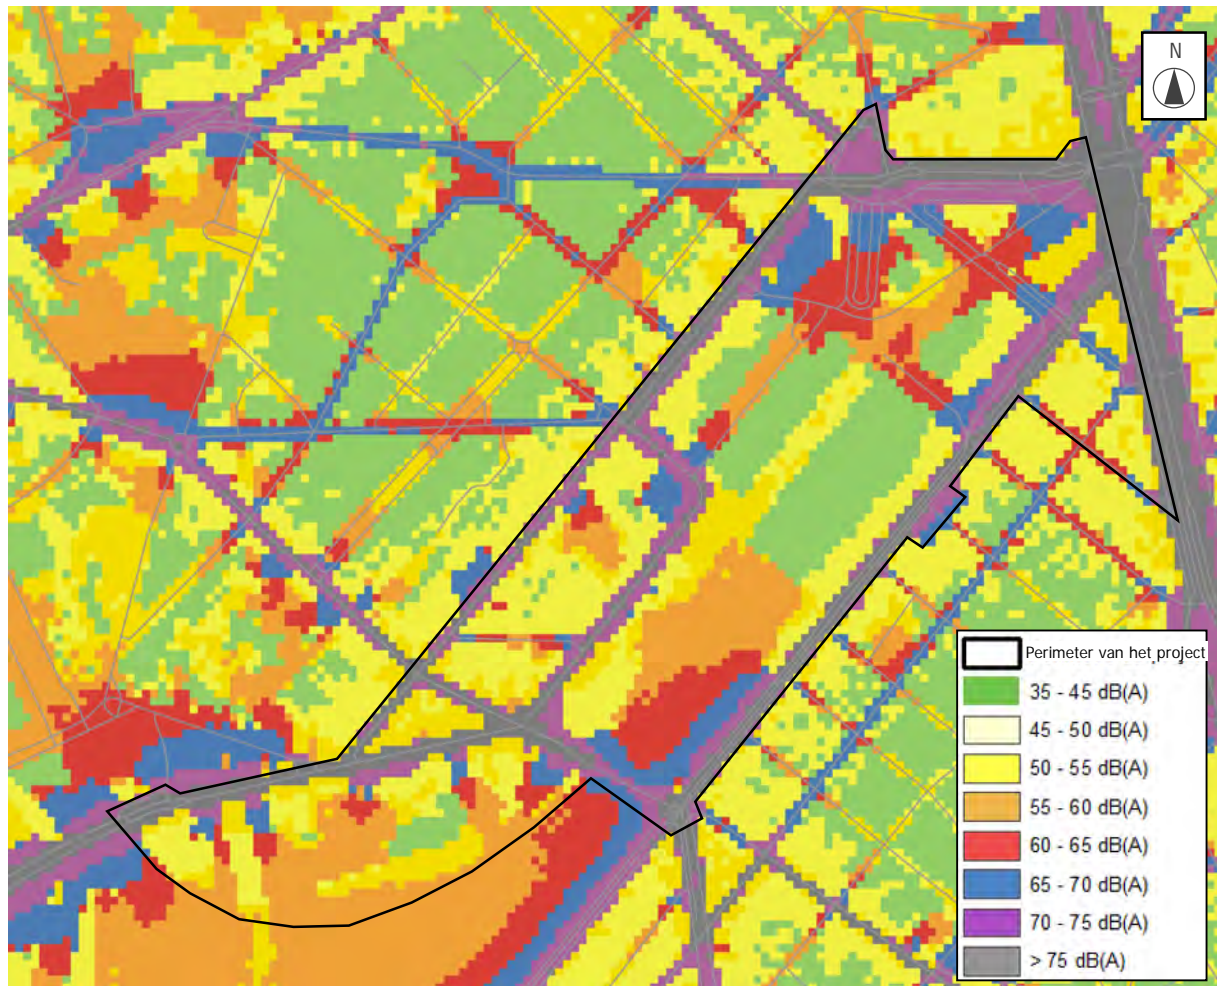 N
Perimeter van het project
35 - 45 dB(A)
45 - 50 dB(A)
50 - 55 dB(A)
55 - 60 dB(A)
60 - 65 dB(A)
65 - 70 dB(A)
70 - 75 dB(A)
> 75 dB(A)